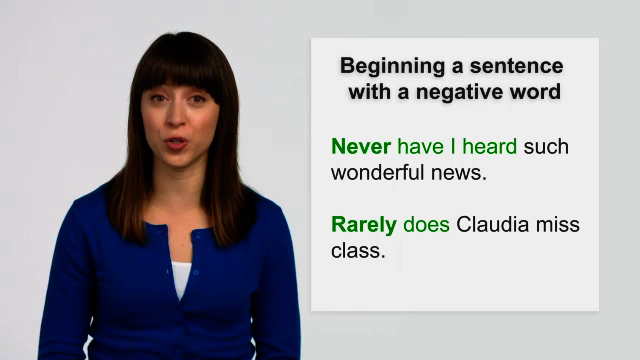 Beginning a sentence
with a negative word
Never have I heard such
wonderful news.
Rarely does Claudia miss
class.